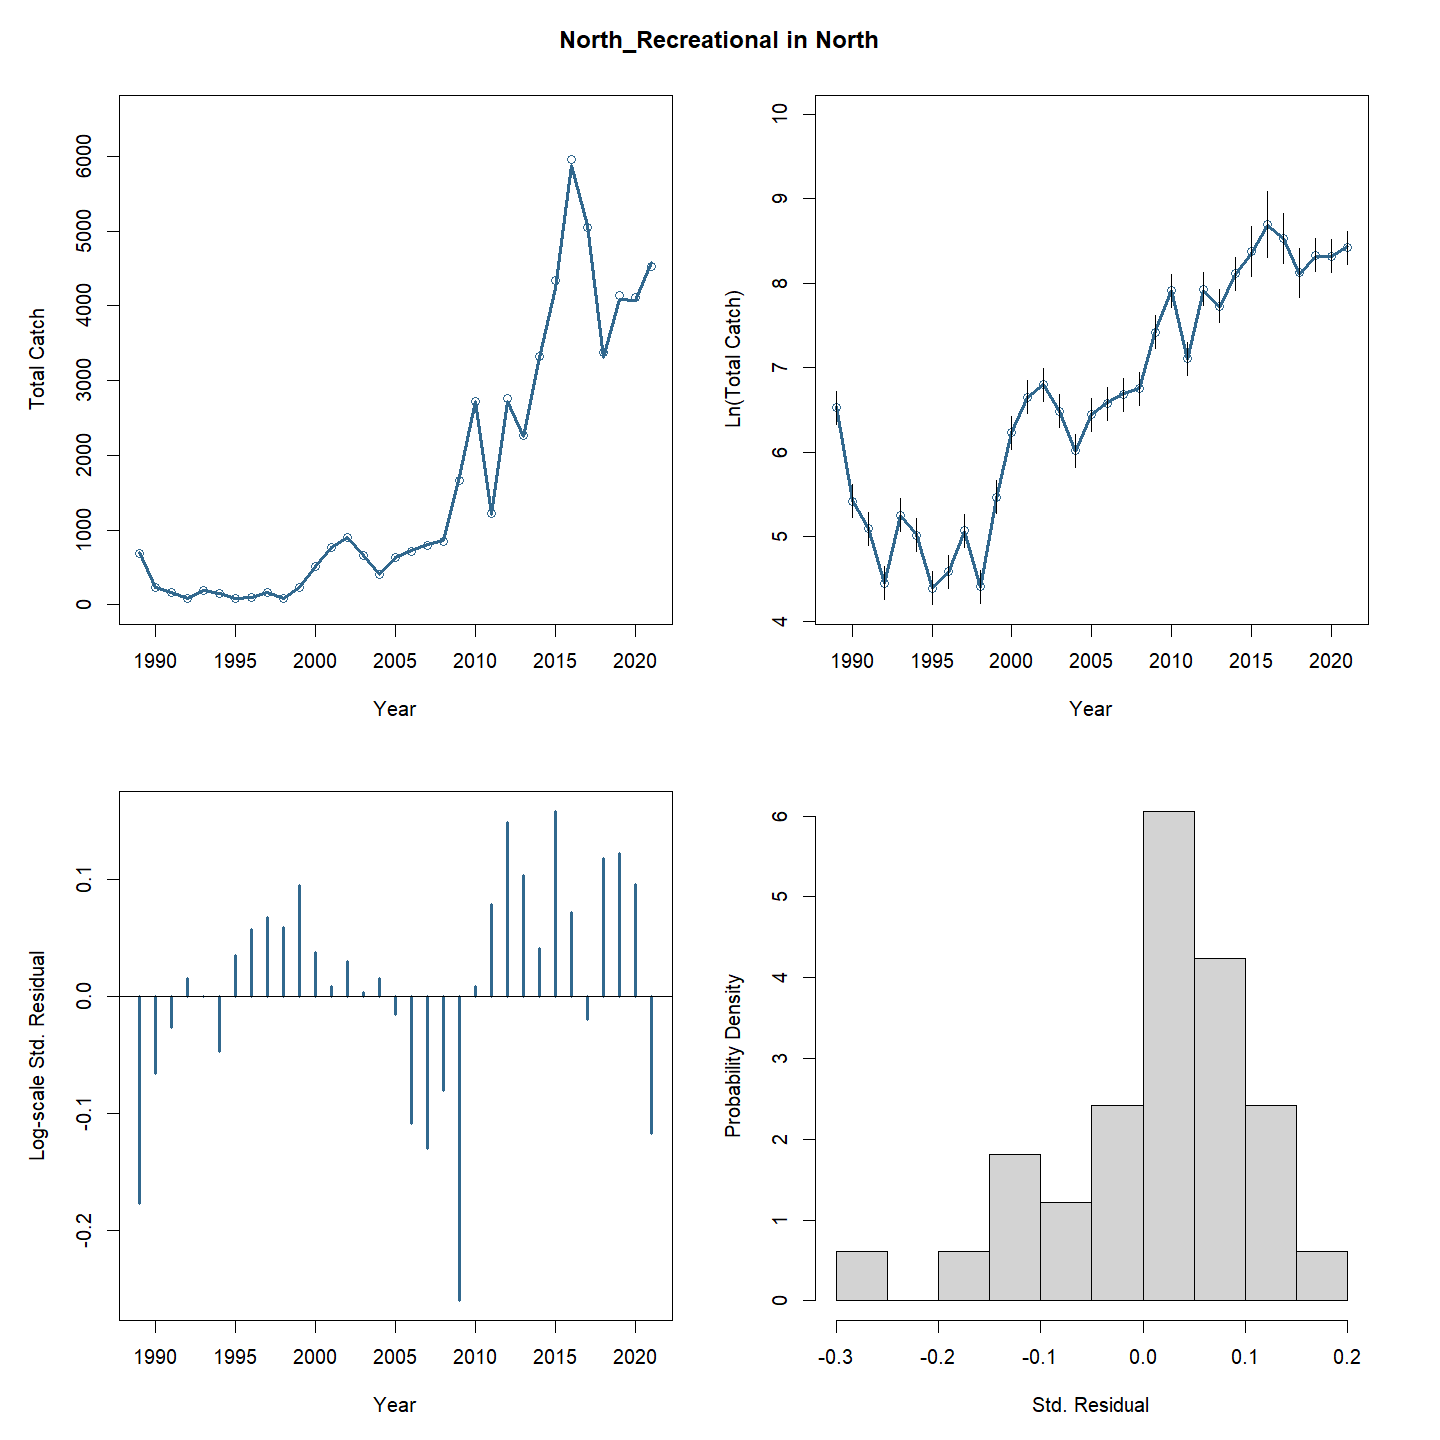 North_Recreational in North
Total Catch
6000
5000
4000
3000
2000
1000
0
1990 1995 2000 2005 2010 2015 2020
Year
Ln(Total Catch)
10
9
8
7
6
5
4
1990 1995 2000 2005 2010 2015 2020
Year
Log-scale Std. Residual
0.1
0.0
-0.1
-0.2
1990 1995 2000 2005 2010 2015 2020
Year
Probability Density
6
5
4
3
2
1
0
-0.3 -0.2 -0.1 0.0 0.1 0.2
Std. Residual